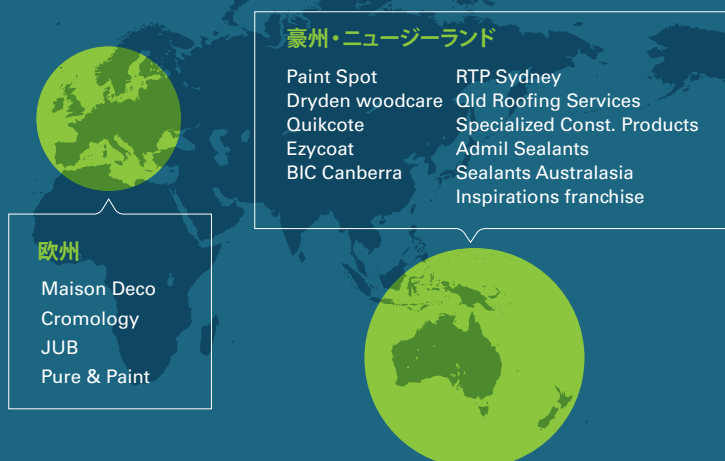 豪州・ニュージーランド
Paint Spot
Dryden woodcare
Quikcote
Ezycoat
BIC Canberra
RTP Sydney
Qld Roofing Services
Specialized Const. Products
Admil Sealants
Sealants Australasia
Inspirations franchise
欧州
Maison Deco
Cromology
JUB
Pure & Paint